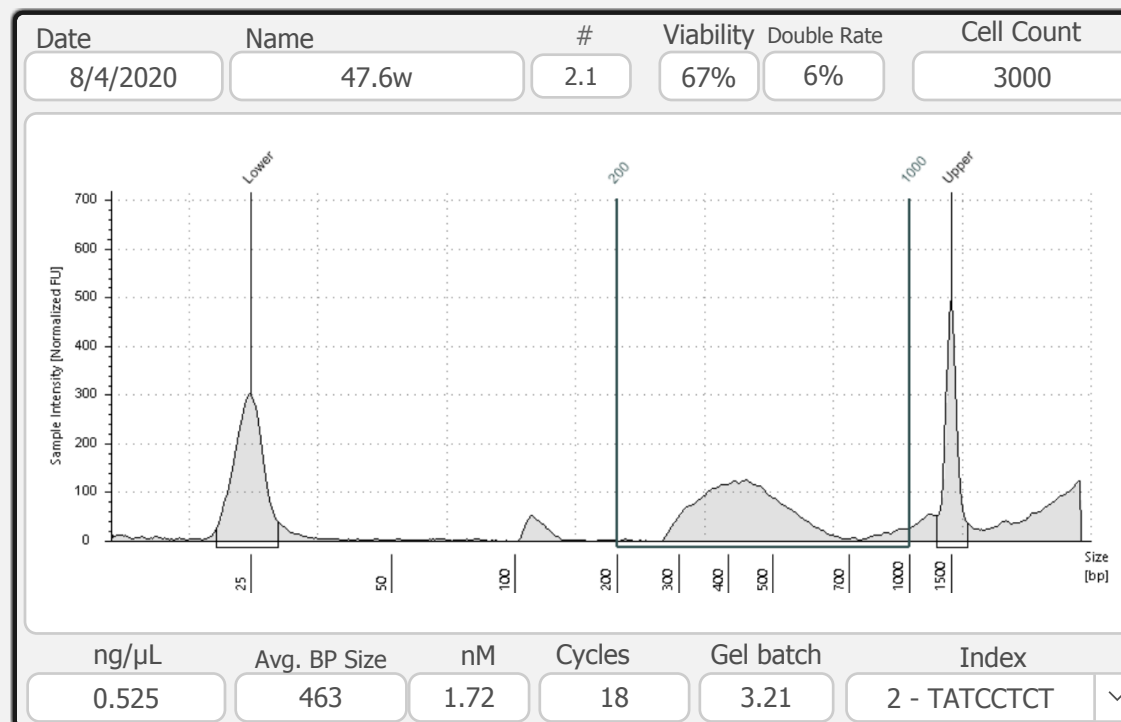 Date Name # Viability Double Rate Cell Count
8/4/2020 47.6w 2.1 67% 6% 3000
Lower 200 1000 Upper
Sample Intensity [Normalized FU]
700
600
500
400
300
200
100
0
25 50 100 200 300 400 500 700 1000 1500
Size
[bp]
ng/µL Avg. BP Size nM Cycles Gel batch Index
0.525 463 1.72 18 3.21 2 - TATCCTCT